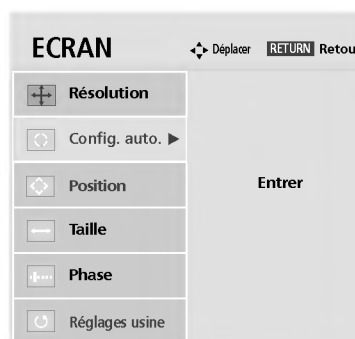 ECRAN Déplacer RETURN Retou
Résolution
Config. auto.
Position
Entrer
Taille
Phase
Réglages usine